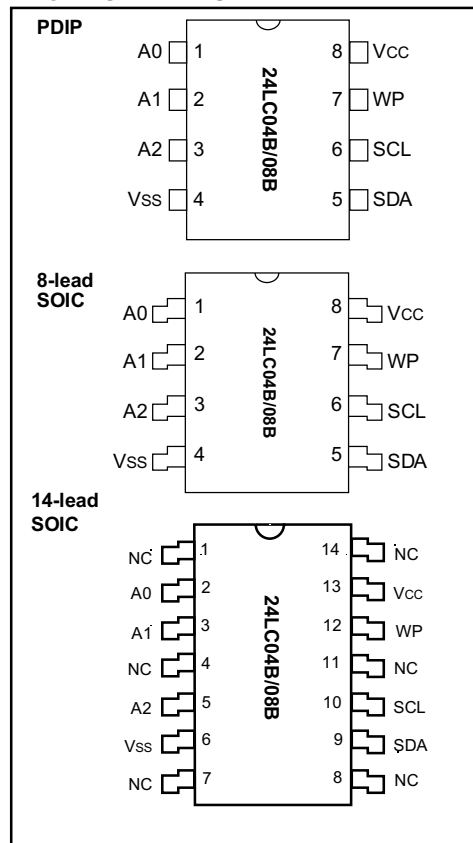 PDIP
A0 1 8 VCC
A1 2 7 WP
A2 3 6 SCL
VSS 4 5 SDA
24LC04B/08B
8-lead
SOIC
A0 1 8 VCC
A1 2 7 WP
A2 3 6 SCL
VSS 4 5 SDA
24LC04B/08B
14-lead
SOIC
NC 1 14 NC
A0 2 13 VCC
A1 3 12 WP
NC 4 11 NC
A2 5 10 SCL
VSS 6 9 SDA
NC 7 8 NC
24LC04B/08B